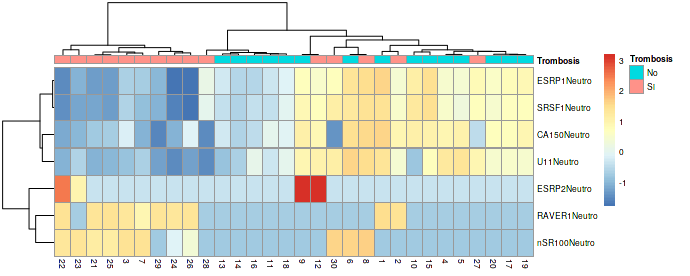 Trombosis
ESRP1Neutro
SRSF1Neutro
CA150Neutro
U11Neutro
ESRP2Neutro
RAVER1Neutro
nSR100Neutro
22 23 21 25 3 7 29 24 26 28 13 14 16 11 18 9 12 30 6 8 1 2 10 15 4 5 27 20 17 19
3
2
1
0
-1
Trombosis
No
SI